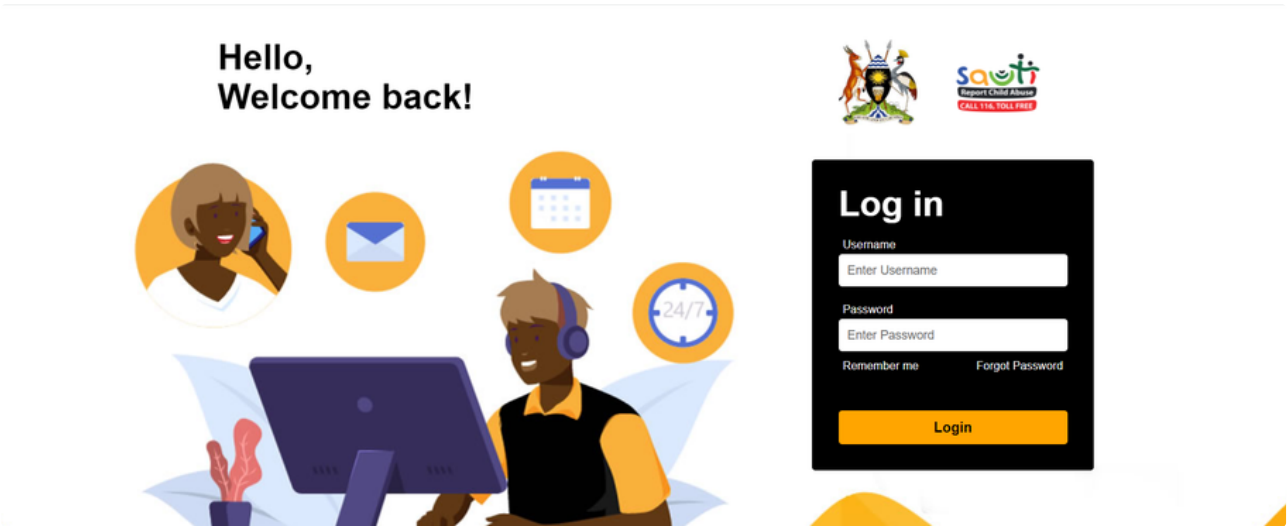 Hello,
Welcome back!
sauti
Report Child Abuse
CALL 116, TOLL FREE
24/7
Log in
Username
Enter Username
Password
Enter Password
Remember me Forgot Password
Login